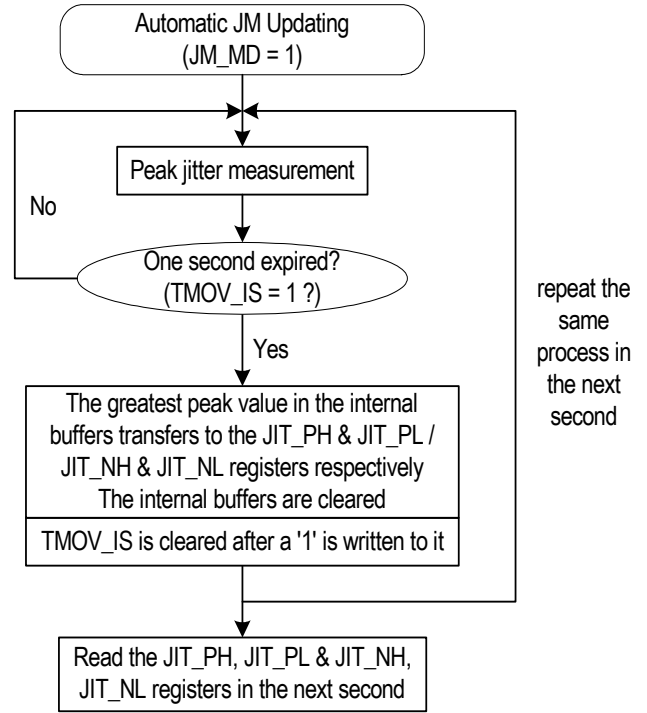 Automatic JM Updating
(JM_MD = 1)
Peak jitter measurement
No
One second expired?
(TMOV_IS = 1 ?)
Yes
repeat the
same
process in
the next
second
The greatest peak value in the internal
buffers transfers to the JIT_PH & JIT_PL /
JIT_NH & JIT_NL registers respectively
The internal buffers are cleared
TMOV_IS is cleared after a '1' is written to it
Read the JIT_PH, JIT_PL & JIT_NH,
JIT_NL registers in the next second